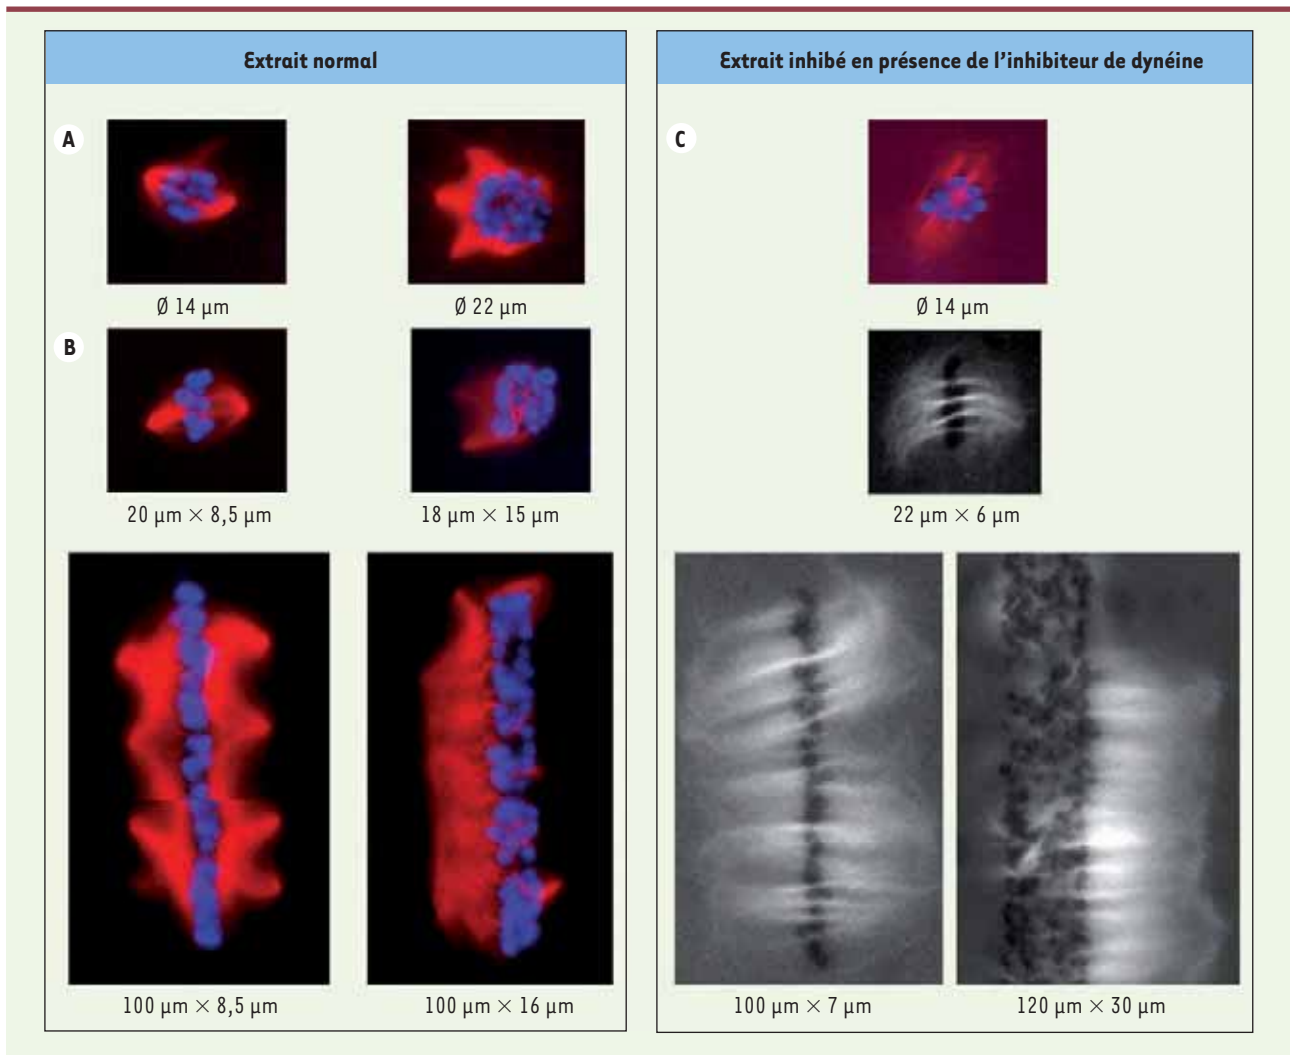 Extrait normal
Extrait inhibé en présence de l'inhibiteur de dynéine
A
Ø 14 µm
Ø 22 µm
B
20 µm × 8,5 µm
18 µm × 15 µm
100 µm × 8,5 µm
100 µm × 16 µm
C
Ø 14 µm
22 µm × 6 µm
100 µm × 7 µm
120 µm × 30 µm